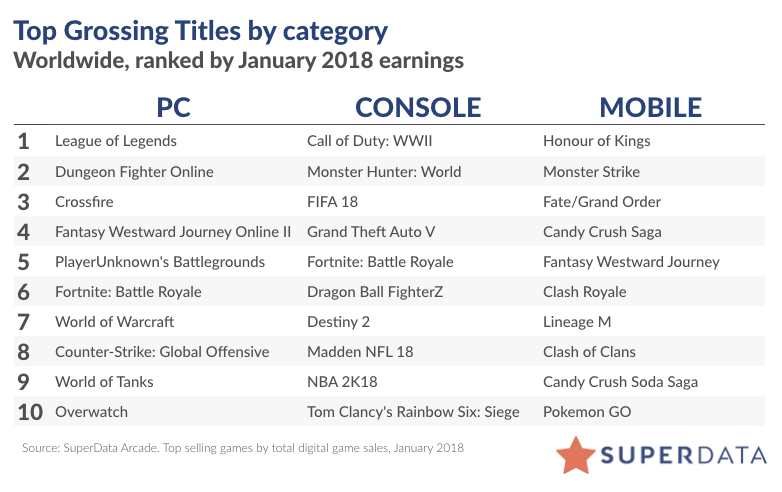 Top Grossing Titles by category
Worldwide, ranked by January 2018 earnings
PC CONSOLE MOBILE
1 League of Legends Call of Duty: WWII Honour of Kings
2 Dungeon Fighter Online Monster Hunter: World Monster Strike
3 Crossfire FIFA 18 Fate/Grand Order
4 Fantasy Westward Journey Online II Grand Theft Auto V Candy Crush Saga
5 PlayerUnknown's Battlegrounds Fortnite: Battle Royale Fantasy Westward Journey
6 Fortnite: Battle Royale Dragon Ball FighterZ Clash Royale
7 World of Warcraft Destiny 2 Lineage M
8 Counter-Strike: Global Offensive Madden NFL 18 Clash of Clans
9 World of Tanks NBA 2K18 Candy Crush Soda Saga
10 Overwatch Tom Clancy's Rainbow Six: Siege Pokemon GO
Source: SuperData Arcade. Top selling games by total digital game sales, January 2018
SUPERDATA